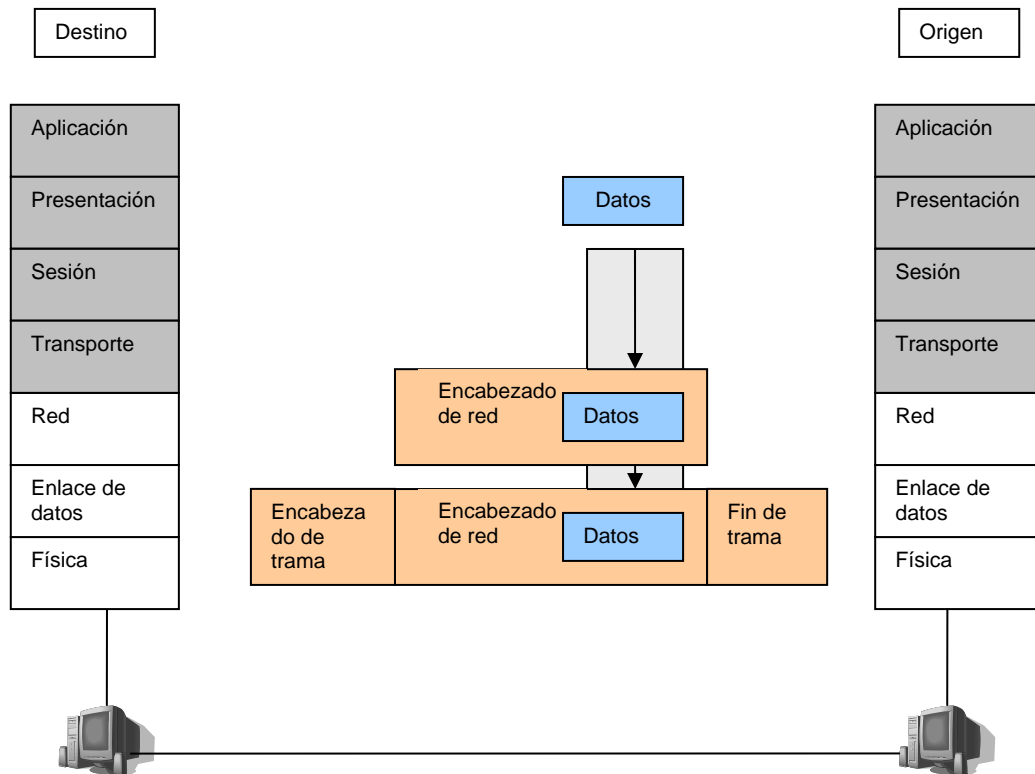 Destino
Origen
Aplicación
Presentación
Sesión
Transporte
Red
Enlace de
datos
Física
Datos
Encabezado
de red
Datos
Encabeza
do de
trama
Encabezado
de red
Datos
Fin de
trama
Aplicación
Presentación
Sesión
Transporte
Red
Enlace de
datos
Física